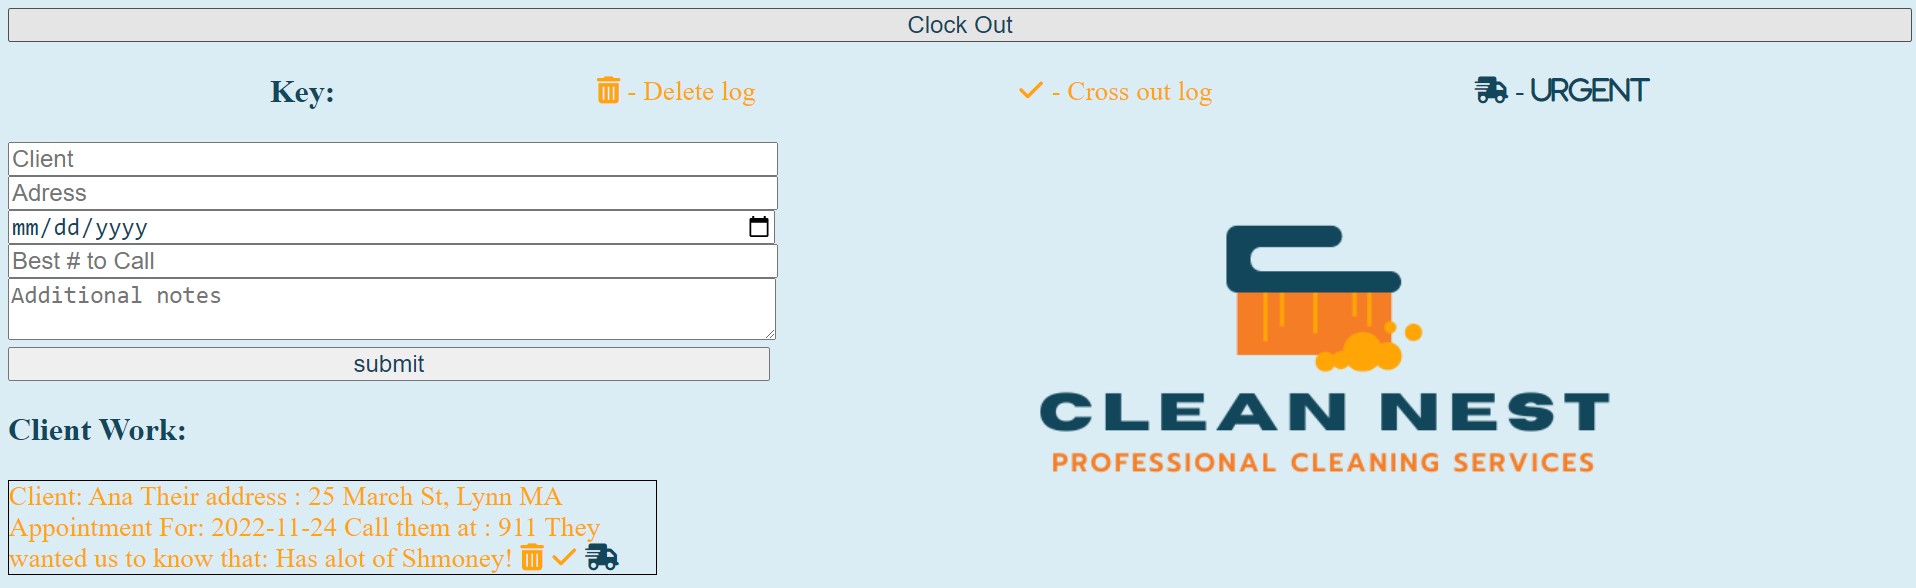 Clock Out
Key:
- Delete log
- Cross out log
- URGENT
Client
Adress
mm/dd/yyyy
Best # to Call
Additional notes
submit
CLEAN NEST
PROFESSIONAL CLEANING SERVICES
Client Work:
Client: Ana Their address : 25 March St, Lynn MA
Appointment For: 2022-11-24 Call them at : 911 They
wanted us to know that: Has alot of Shmoney!